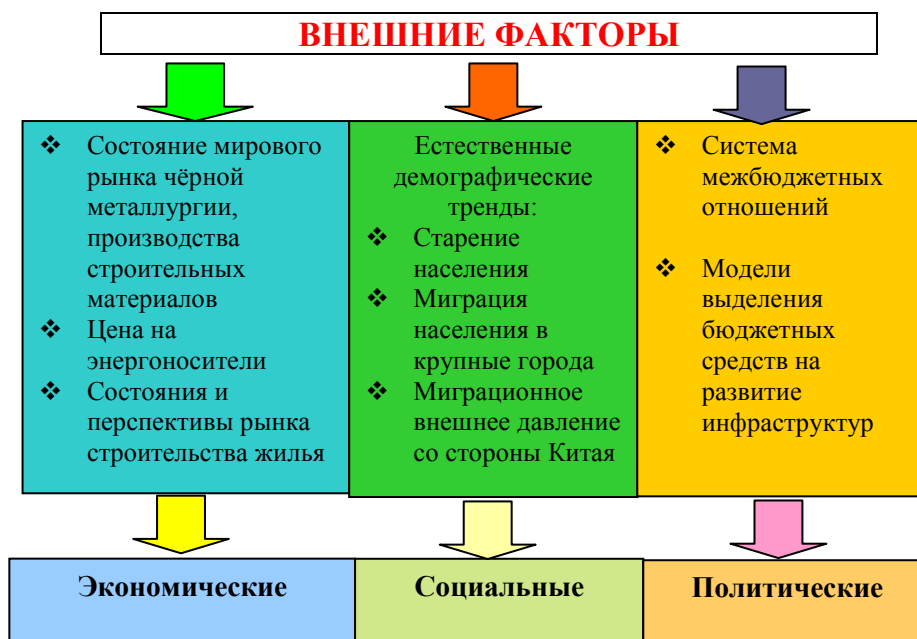 ВНЕШНИЕ ФАКТОРЫ
❖ Состояние мирового
рынка чёрной
металлургии,
производства
строительных
материалов
❖ Цена на
энергоносители
❖ Состояния и
перспективы рынка
строительства жилья
Естественные
демографические
тренды:
❖ Старение
населения
❖ Миграция
населения в
крупные города
❖ Миграционное
внешнее давление
со стороны Китая
❖ Система
межбюджетных
отношений
❖ Модели
выделения
бюджетных
средств на
развитие
инфраструктур
Экономические
Социальные
Политические